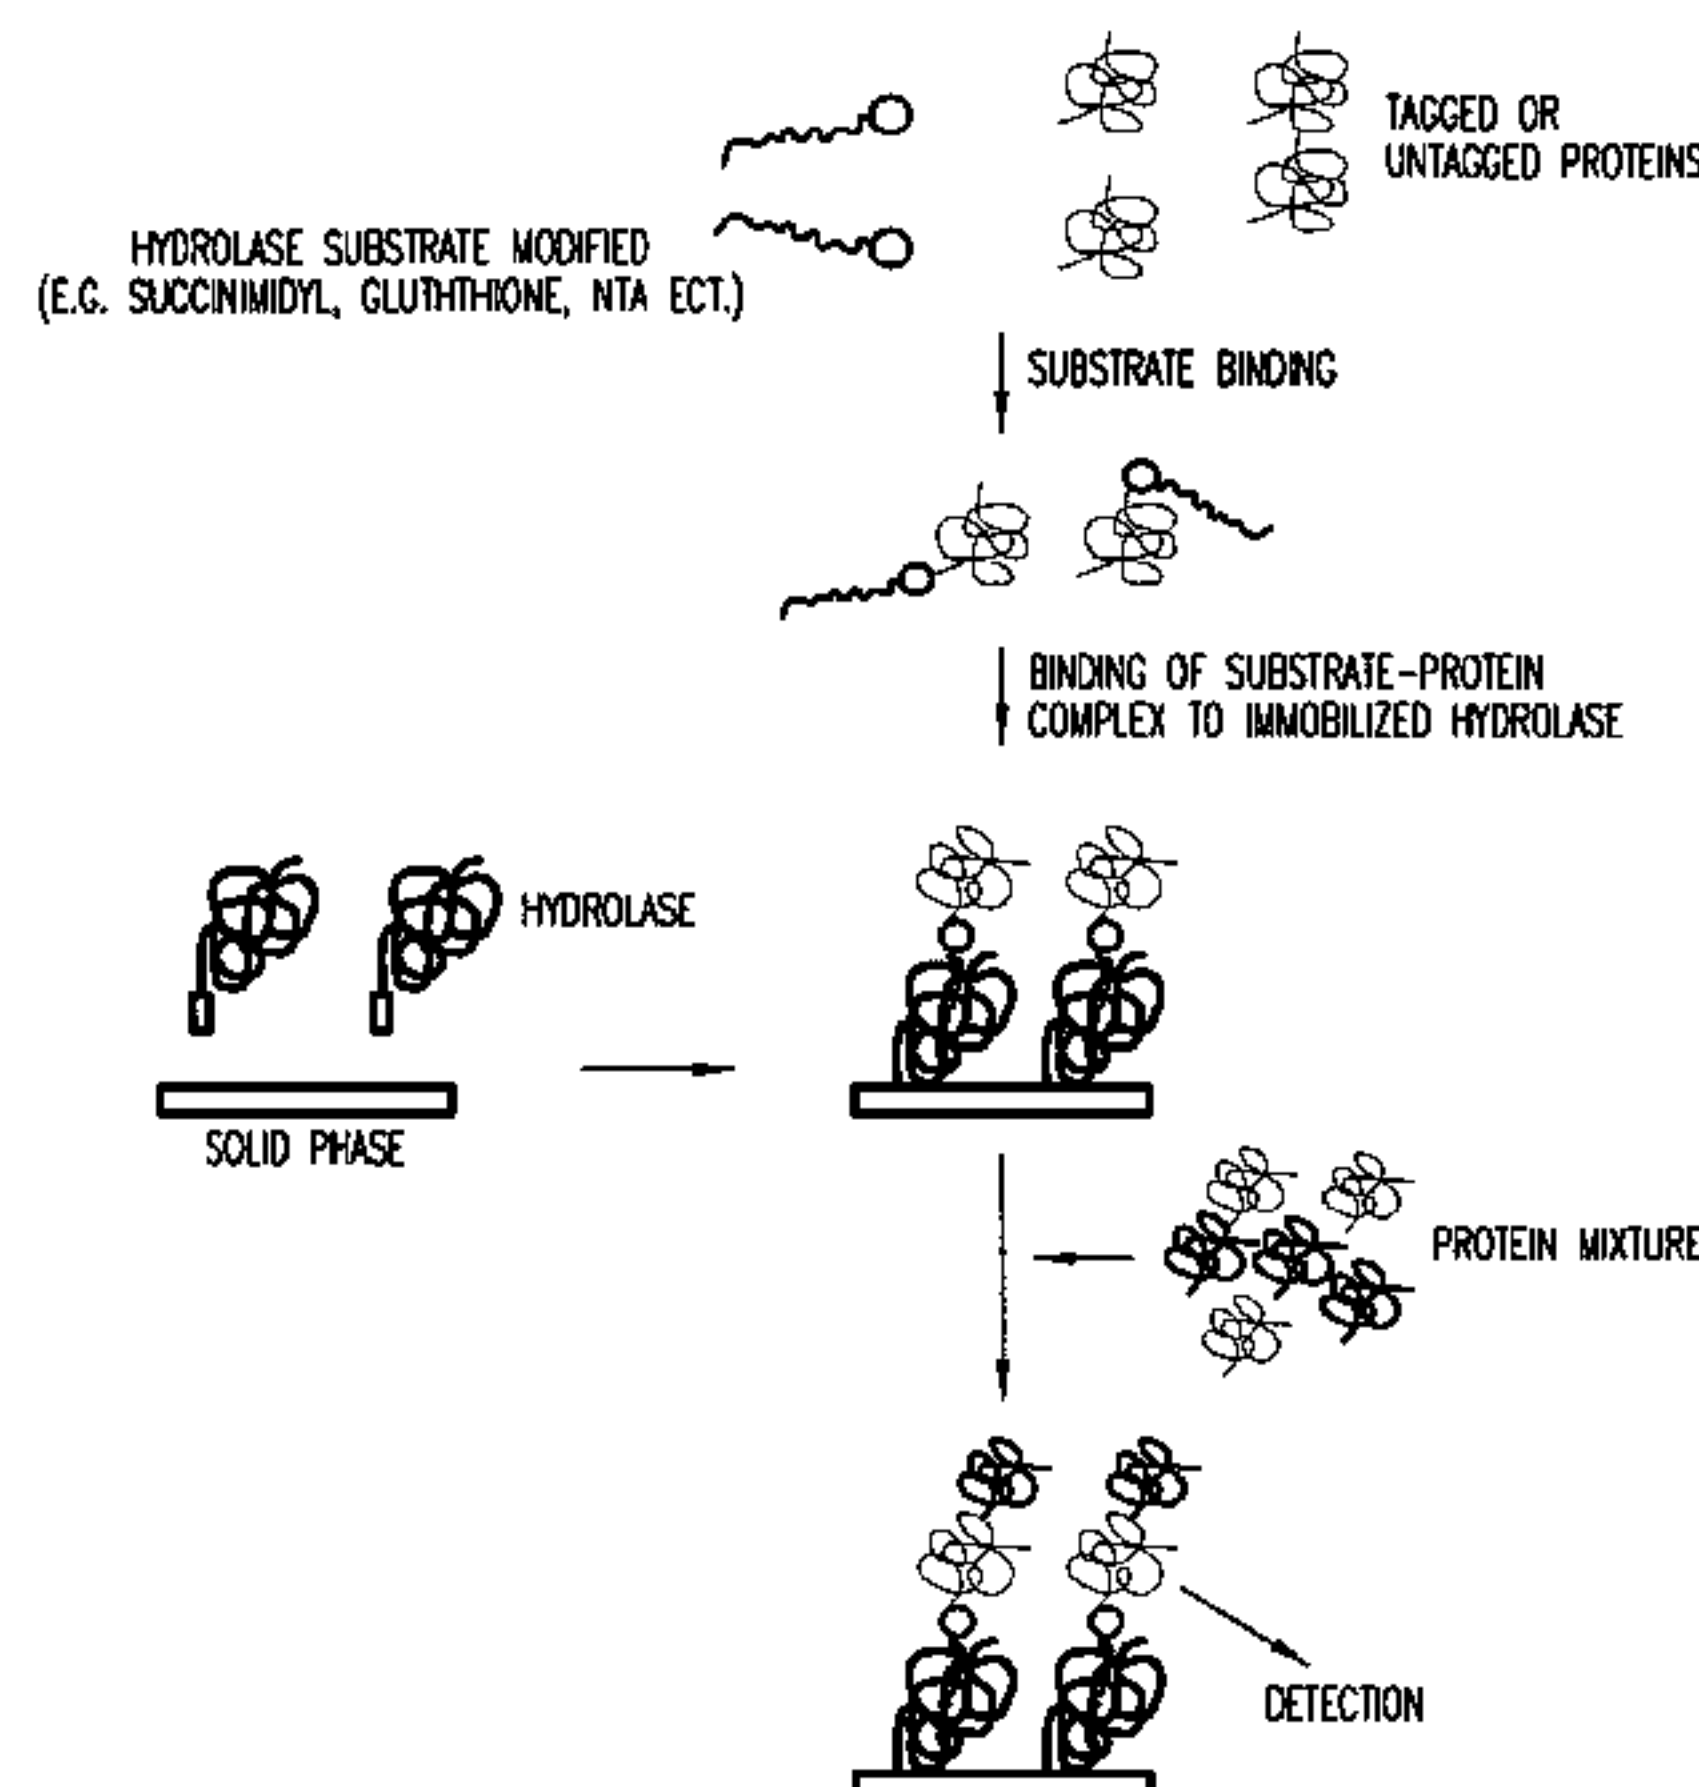 TAGGED OR
UNTAGGED PROTEINS
HYDROLASE SUBSTRATE MODIFIED
(E.G. SUCCINIMIDYL, GLUTHTHIONE, NTA ECT.)
SUBSTRATE BINDING
BINDING OF SUBSTRATE-PROTEIN
COMPLEX TO IMMOBILIZED HYDROLASE
HYDROLASE
SOLID PHASE
PROTEIN MIXTURE
DETECTION